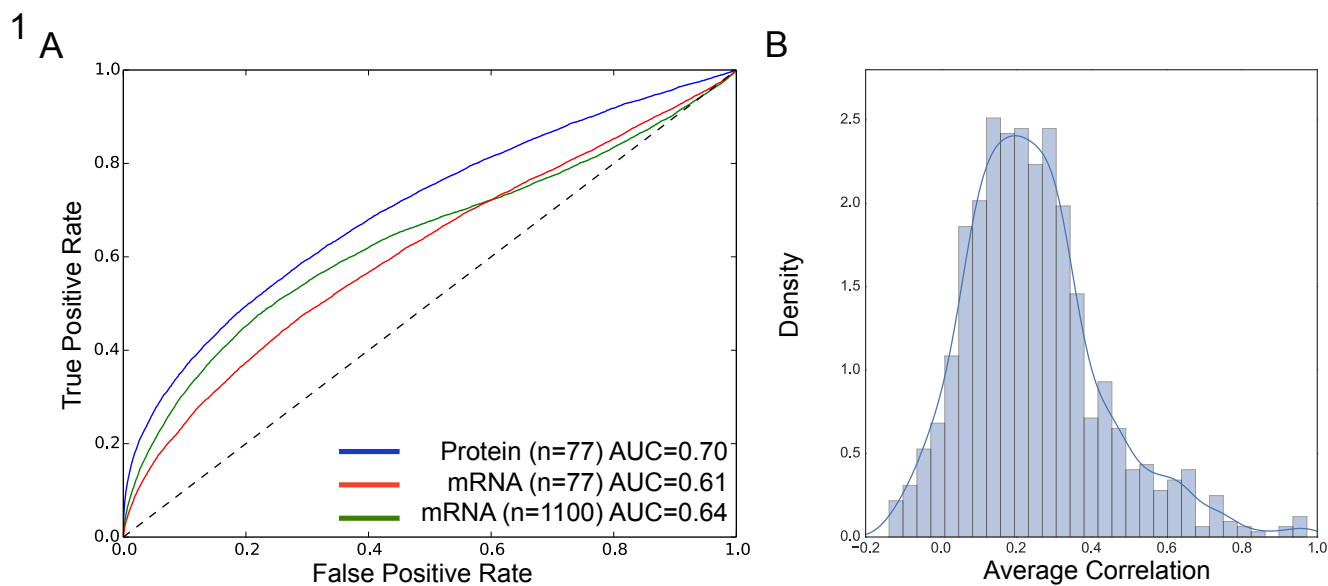 1
A
1.0
0.8
0.6
0.4
0.2
0.0
True Positive Rate
0.0 0.2 0.4 0.6 0.8 1.0
False Positive Rate
Protein (n=77) AUC=0.70
mRNA (n=77) AUC=0.61
mRNA (n=1100) AUC=0.64
B
2.5
2.0
1.5
1.0
0.5
0.0
Density
−0.2 0.0 0.2 0.4 0.6 0.8 1.0
Average Correlation